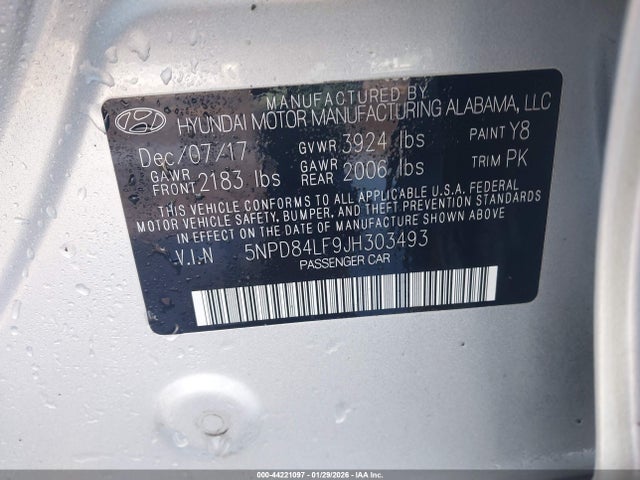 MANUFACTURED BY
HYUNDAI MOTOR MANUFACTURING ALABAMA, LLC
Dec/07/17 GVWR 3924 lbs PAINT Y8
GAWR FRONT 2183 lbs GAWR REAR 2006 lbs TRIM PK
THIS VEHICLE CONFORMS TO ALL APPLICABLE U.S.A. FEDERAL
MOTOR VEHICLE SAFETY, BUMPER, AND THEFT PREVENTION
STANDARDS IN EFFECT ON THE DATE OF MANUFACTURE SHOWN ABOVE
V.I.N 5NPD84LF9JH303493
PASSENGER CAR
000-44221097 | 01/29/2026 | IAA Inc.